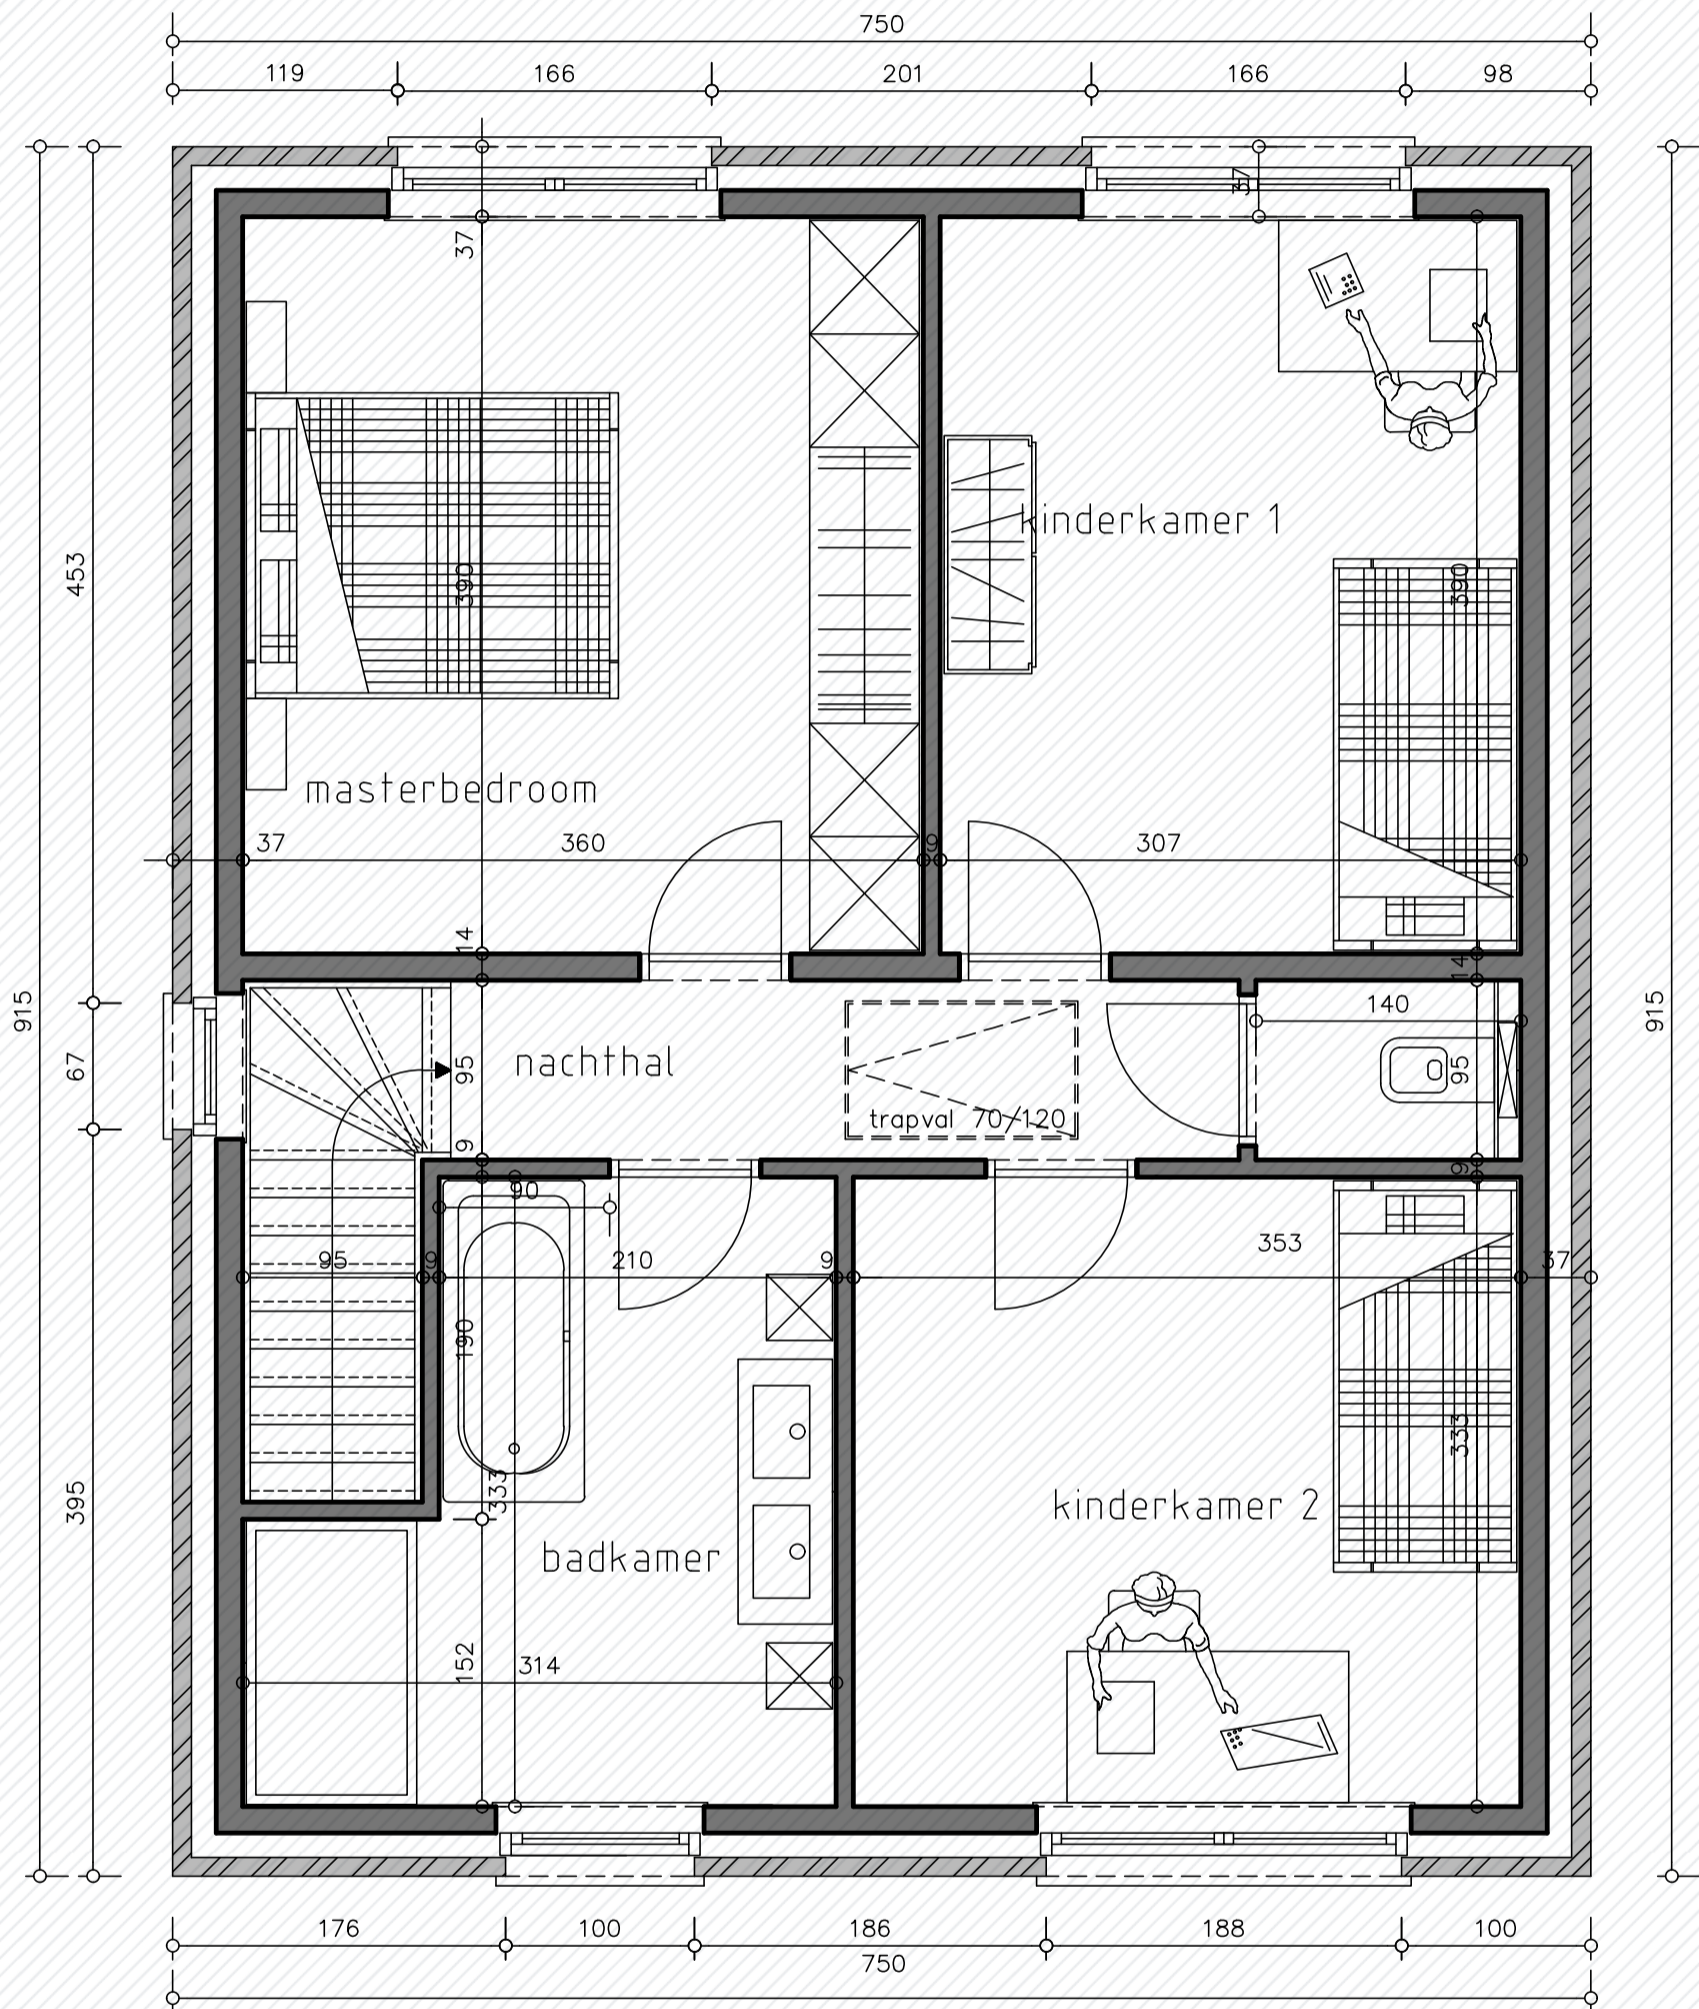 750
119 166 201 166 98
37
37
453
kinderkamer 1
390
390
masterbedroom
37 360 9 307
14
14
915
67
915
140
nachthal
95
95
trapval 70/120
9
9
90
95 9 210 9 353 37
190
333
333
395
kinderkamer 2
badkamer
152
314
176 100 186 188 100
750